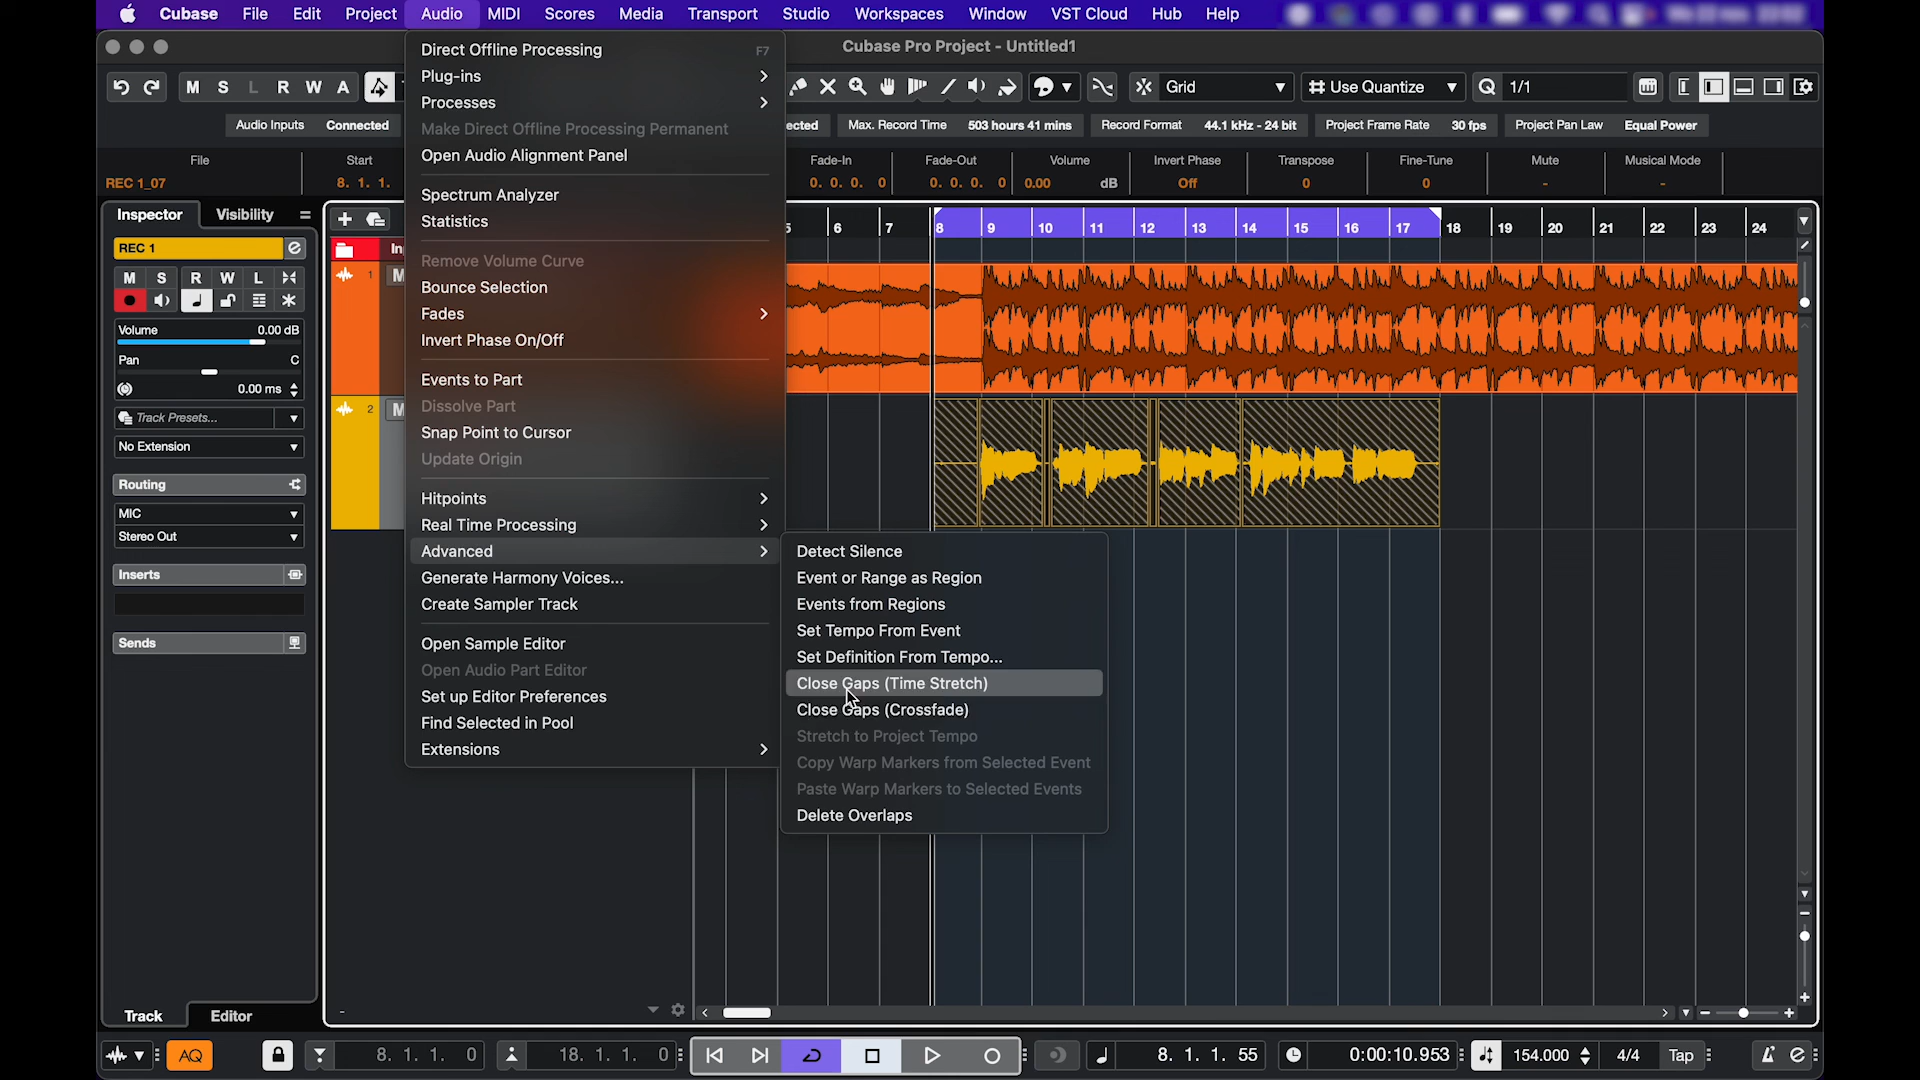 Cubase File Edit Project Audio MIDI Scores Media Transport Studio Workspaces Window VST Cloud Hub Help
Cubase Pro Project - Untitled1
M S L R W A
Grid
Use Quantize
Q 1/1
Audio Inputs Connected
ected
Max. Record Time 503 hours 41 mins
Record Format 44.1 kHz - 24 bit
Project Frame Rate 30 fps
Project Pan Law Equal Power
File Start Fade-In Fade-Out Volume Invert Phase Transpose Fine-Tune Mute Musical Mode
REC 1_07 8. 1. 1. 0. 0. 0. 0 0. 0. 0. 0 0.00 dB Off 0 0 - -
Inspector Visibility
6 7 8 9 10 11 12 13 14 15 16 17 18 19 20 21 22 23 24
REC 1
M S R W L
Volume 0.00 dB
Pan C
0.00 ms
Track Presets...
No Extension
Routing
MIC
Stereo Out
Inserts
Sends
Track Editor
1 M
2 M
Direct Offline Processing F7
Plug-ins
Processes
Make Direct Offline Processing Permanent
Open Audio Alignment Panel
Spectrum Analyzer
Statistics
Remove Volume Curve
Bounce Selection
Fades
Invert Phase On/Off
Events to Part
Dissolve Part
Snap Point to Cursor
Update Origin
Hitpoints
Real Time Processing
Advanced
Generate Harmony Voices...
Create Sampler Track
Open Sample Editor
Open Audio Part Editor
Set up Editor Preferences
Find Selected in Pool
Extensions
Detect Silence
Event or Range as Region
Events from Regions
Set Tempo From Event
Set Definition From Tempo...
Close Gaps (Time Stretch)
Close Gaps (Crossfade)
Stretch to Project Tempo
Copy Warp Markers from Selected Event
Paste Warp Markers to Selected Events
Delete Overlaps
AQ 8. 1. 1. 0 18. 1. 1. 0 8. 1. 1. 55 0:00:10.953 154.000 4/4 Tap